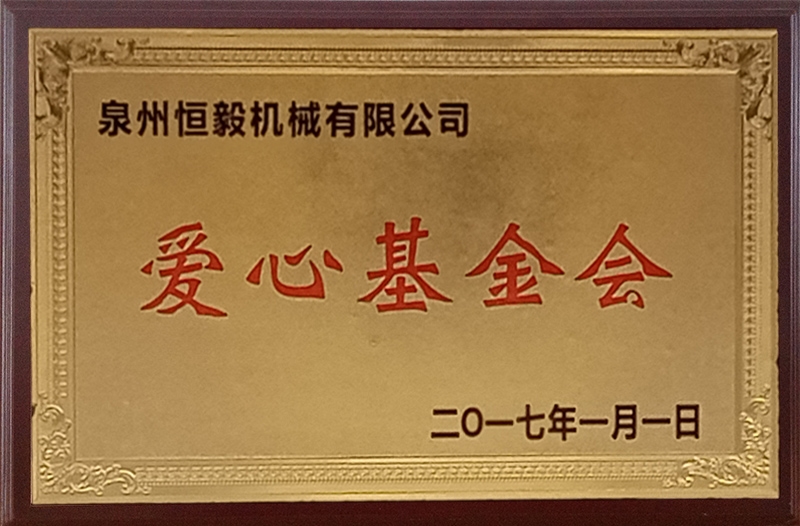 泉州恒毅机械有限公司
爱心基金会
二〇一七年一月一日